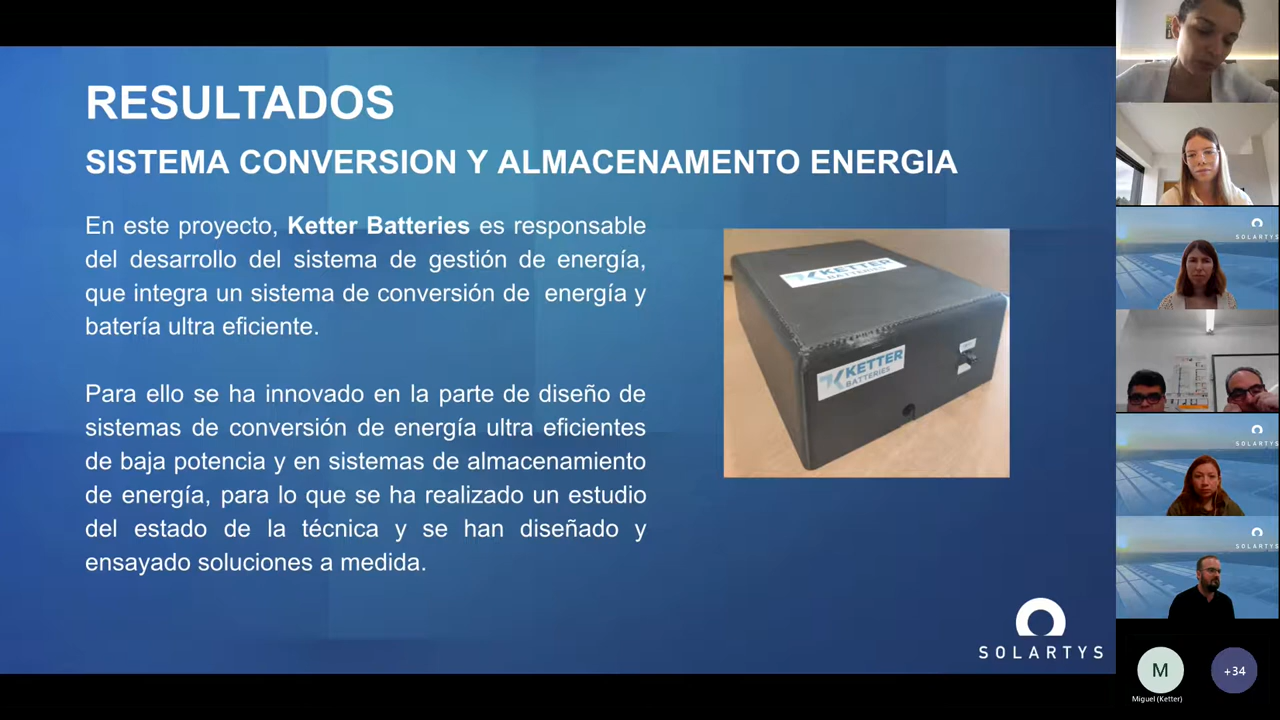 RESULTADOS
SISTEMA CONVERSION Y ALMACENAMENTO ENERGIA
En este proyecto, Ketter Batteries es responsable
del desarrollo del sistema de gestión de energía,
que integra un sistema de conversión de energía y
batería ultra eficiente.
Para ello se ha innovado en la parte de diseño de
sistemas de conversión de energía ultra eficientes
de baja potencia y en sistemas de almacenamiento
de energía, para lo que se ha realizado un estudio
del estado de la técnica y se han diseñado y
ensayado soluciones a medida.
KETTER
BATTERIES
KETTER
BATTERIES
SOLARTYS
SOLARTYS
SOLARTYS
SOLARTYS
M
+34
Miguel (Ketter)